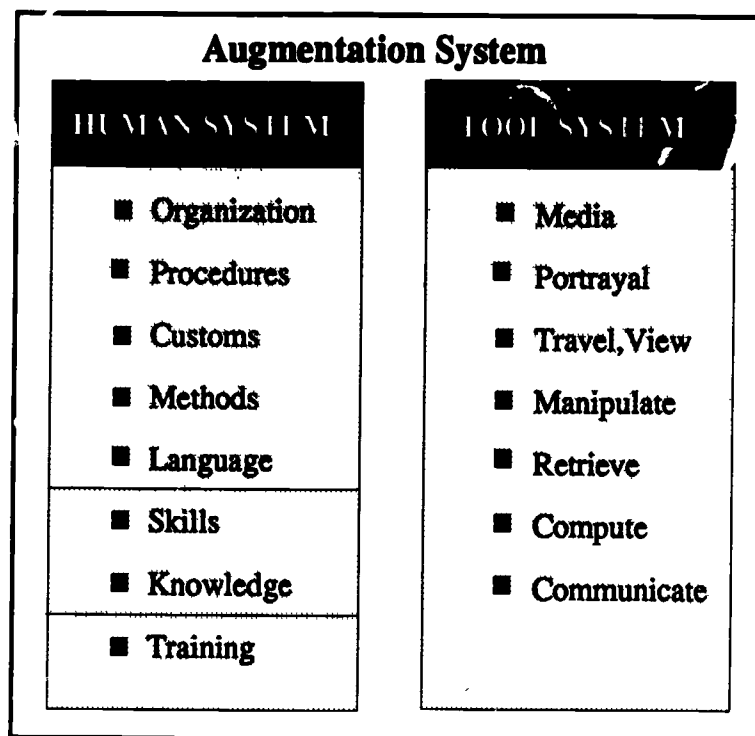 Augmentation System
HUMAN SYSTEM
Organization
Procedures
Customs
Methods
Language
Skills
Knowledge
Training
TOOL SYSTEM
Media
Portrayal
Travel,View
Manipulate
Retrieve
Compute
Communicate